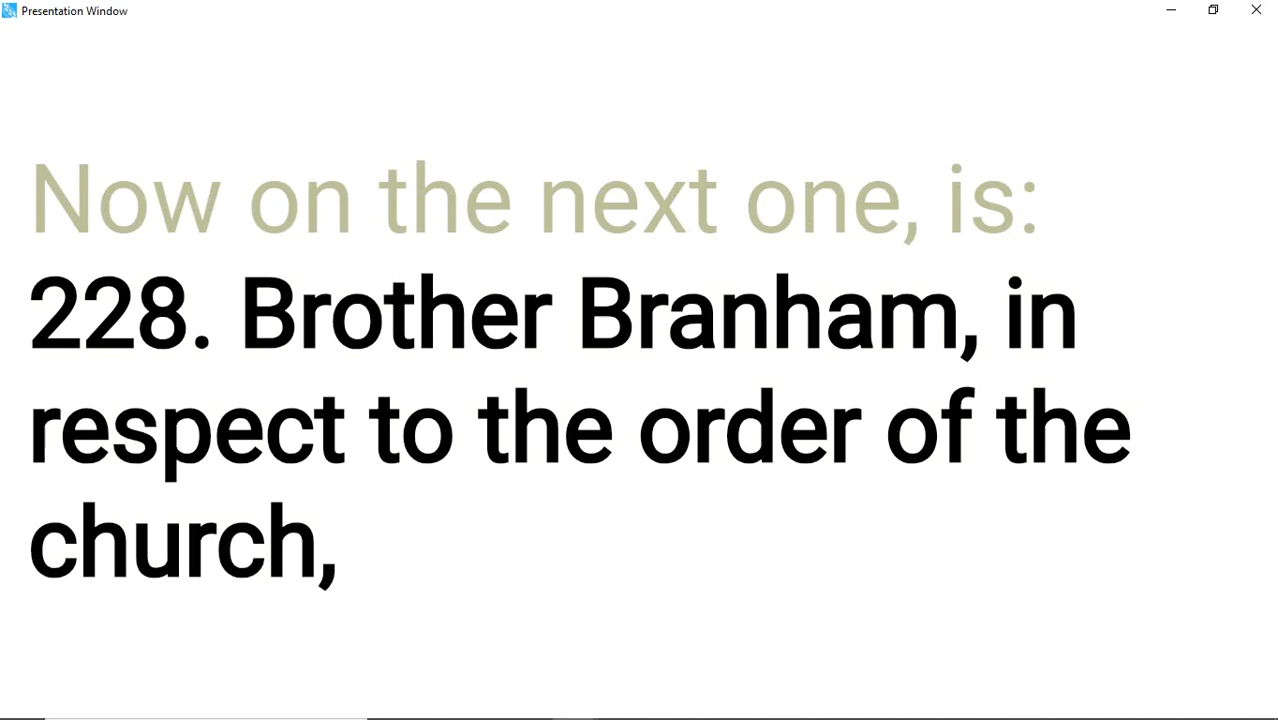 Presentation Window
Now on the next one, is:
228. Brother Branham, in
respect to the order of the
church,